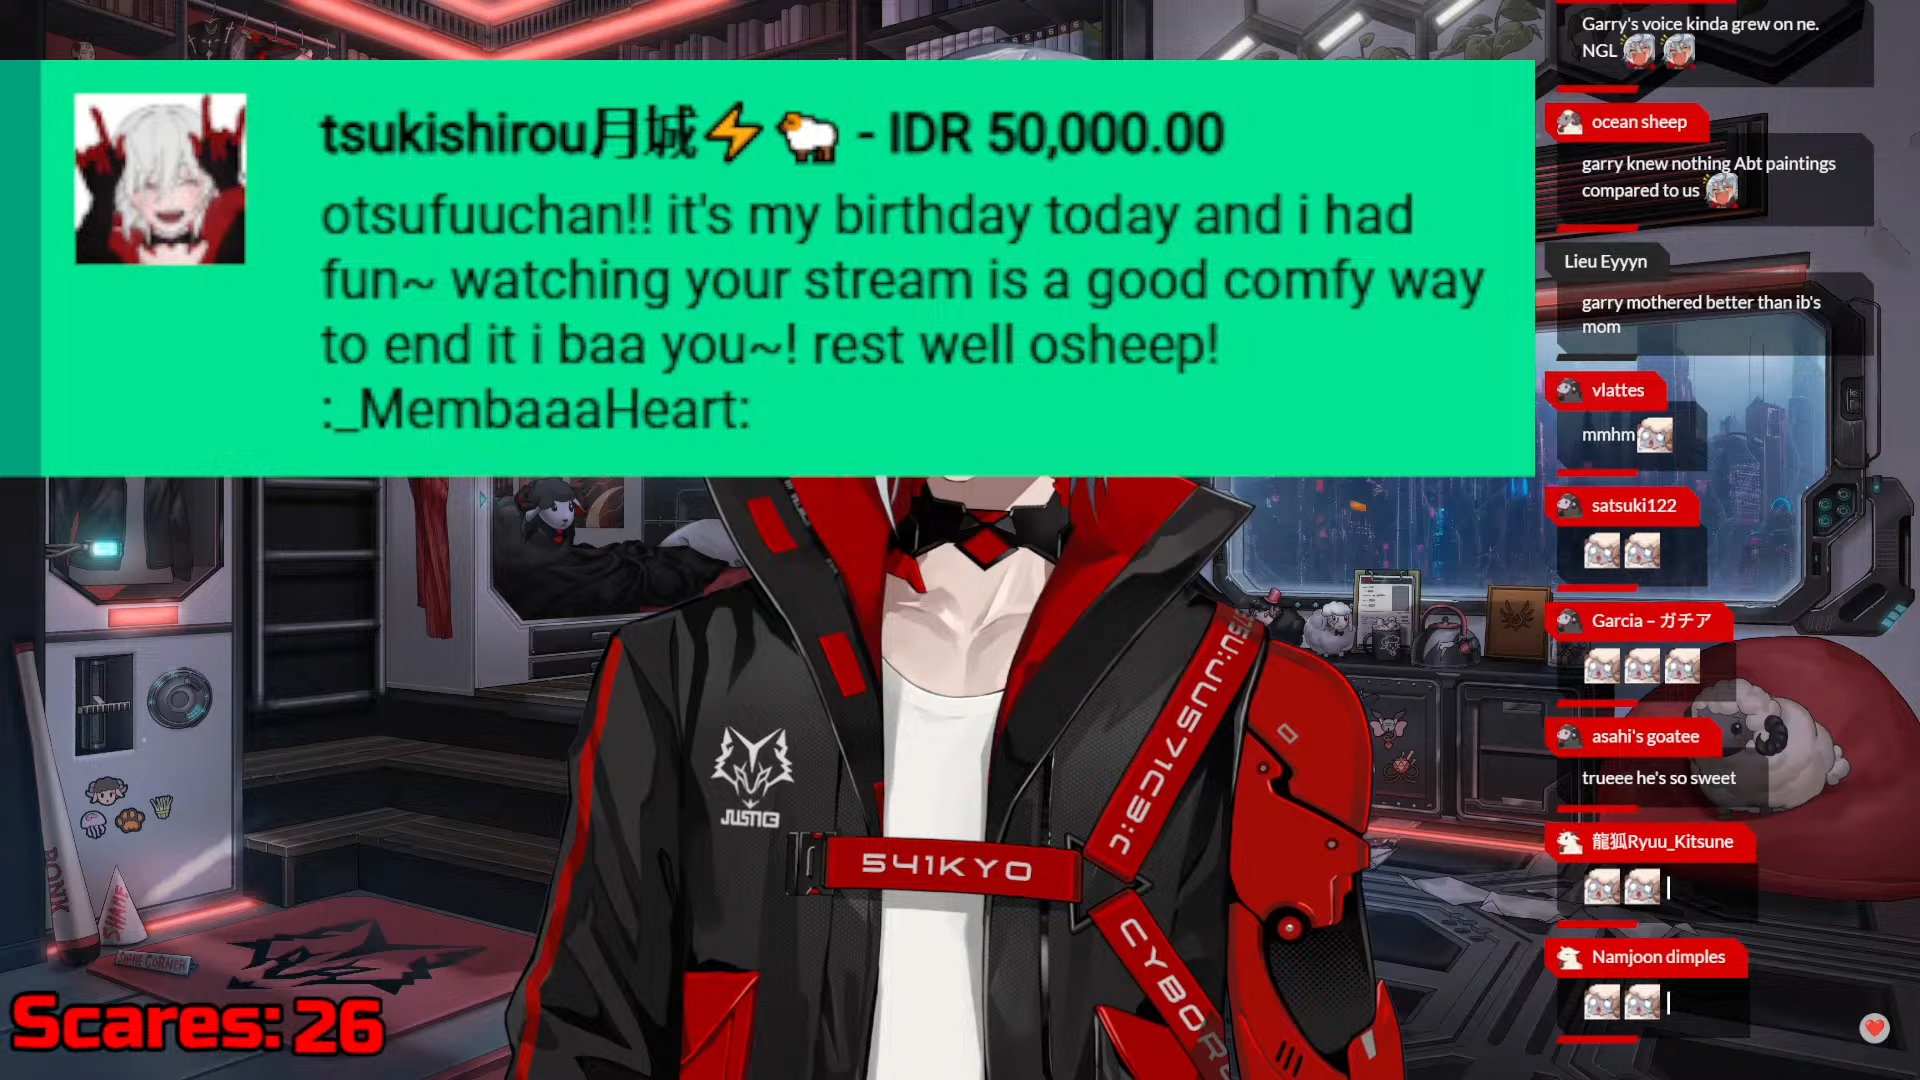 tsukishirou月城⚡🐑 - IDR 50,000.00
otsufuuchan!! it's my birthday today and i had
fun~ watching your stream is a good comfy way
to end it i baa you~! rest well osheep!
:_MembaaaHeart:
Garry's voice kinda grew on ne.
NGL
ocean sheep
garry knew nothing Abt paintings
compared to us
Lieu Eyyyn
garry mothered better than ib's
mom
vlattes
mmhm
satsuki122
Garcia – ガチア
asahi's goatee
trueee he's so sweet
龍狐Ryuu_Kitsune
|
Namjoon dimples
|
JUST1C3
541KYO
CYBOR
BONK
SHAME
SHAME CORNER
Scares: 26